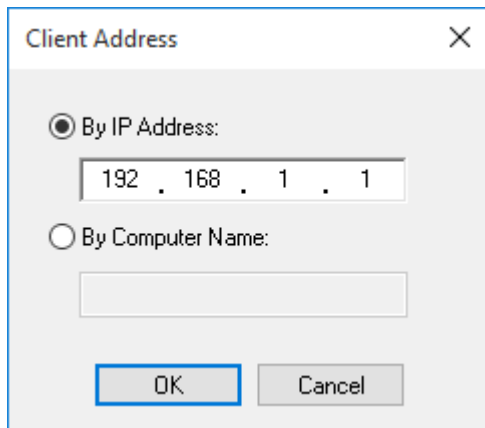 Client Address
By IP Address:
192 . 168 . 1 . 1
By Computer Name:
OK Cancel